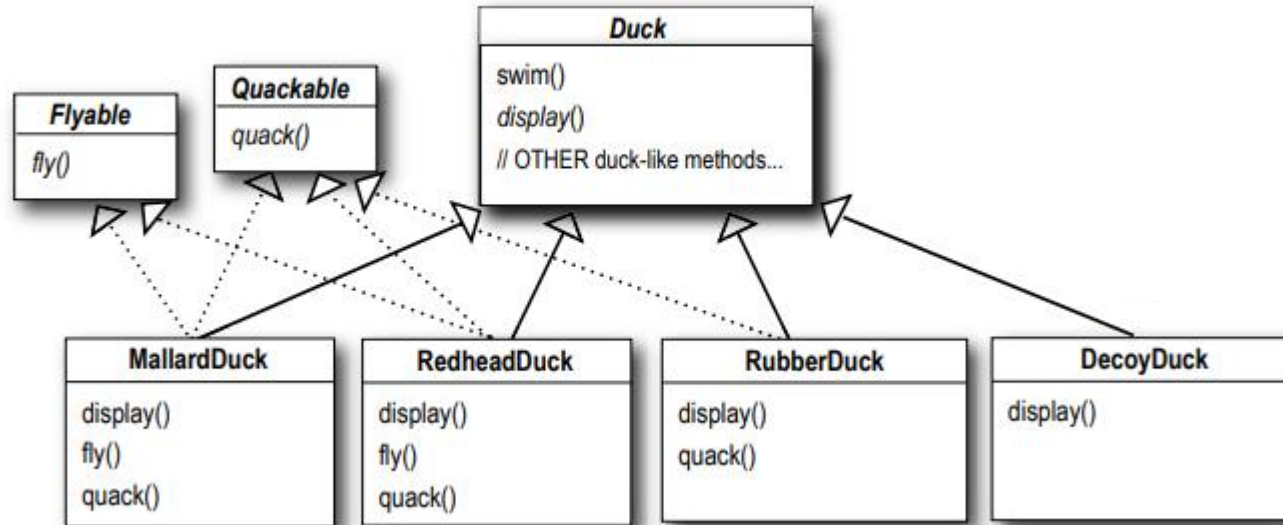 Duck
swim()
display()
// OTHER duck-like methods...
Quackable
quack()
Flyable
fly()
MallardDuck
display()
fly()
quack()
RedheadDuck
display()
fly()
quack()
RubberDuck
display()
quack()
DecoyDuck
display()